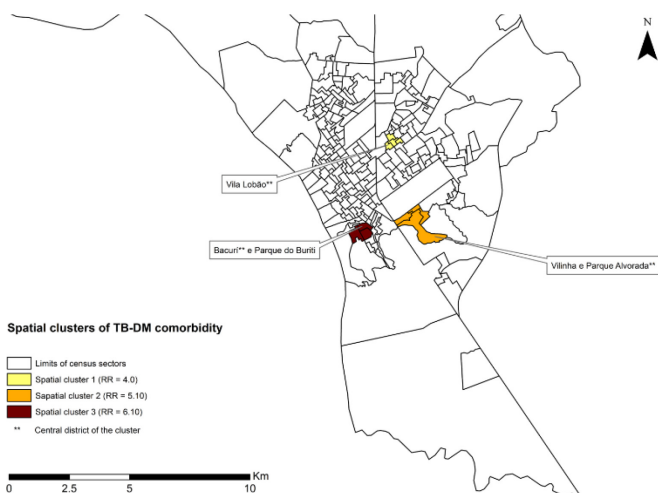 N
Vila Lobão**
Bacuri** e Parque do Buriti
Vilinha e Parque Alvorada**
Spatial clusters of TB-DM comorbidity
Limits of census sectors
Spatial cluster 1 (RR = 4.0)
Sapatial cluster 2 (RR = 5.10)
Spatial cluster 3 (RR = 6.10)
** Central district of the cluster
Km
0 2.5 5 10